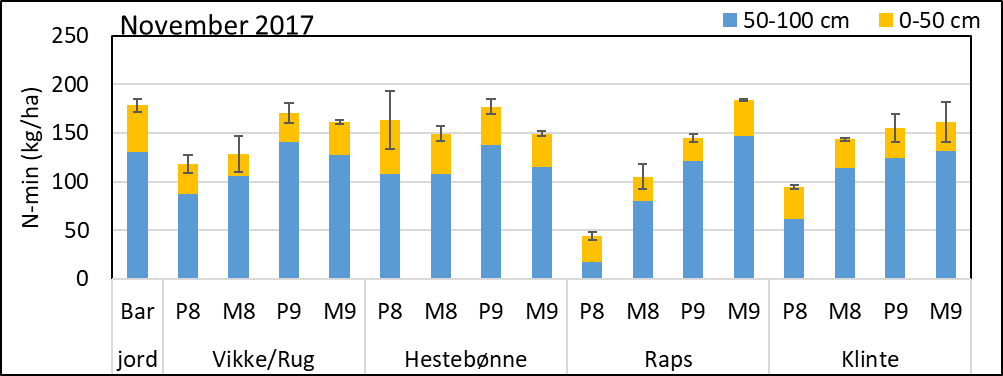 November 2017
50-100 cm 0-50 cm
N-min (kg/ha)
250
200
150
100
50
0
Bar P8 M8 P9 M9 P8 M8 P9 M9 P8 M8 P9 M9 P8 M8 P9 M9
jord Vikke/Rug Hestebønne Raps Klinte